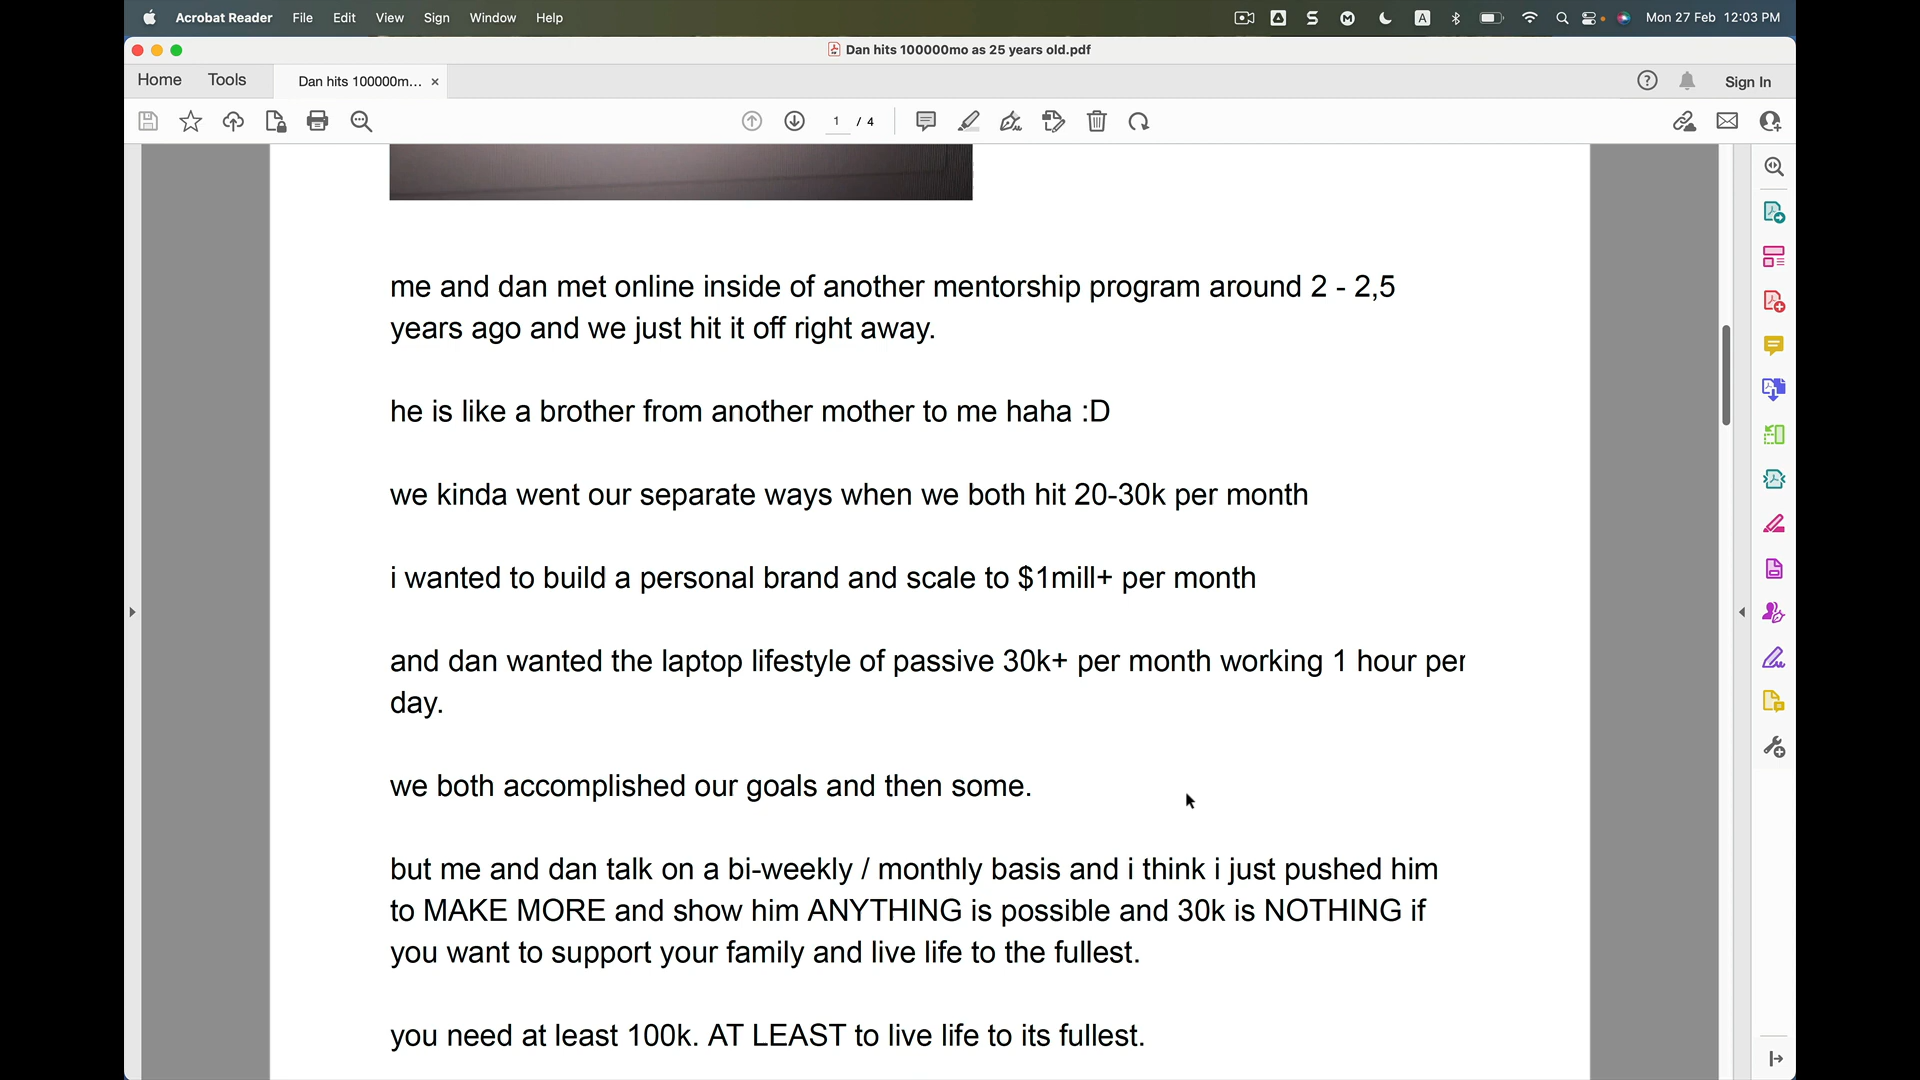 Acrobat Reader File Edit View Sign Window Help A Mon 27 Feb 12:03 PM
Dan hits 100000mo as 25 years old.pdf
Home Tools Dan hits 100000m... × Sign In
1 / 4
me and dan met online inside of another mentorship program around 2 - 2,5
years ago and we just hit it off right away.
he is like a brother from another mother to me haha :D
we kinda went our separate ways when we both hit 20-30k per month
i wanted to build a personal brand and scale to $1mill+ per month
and dan wanted the laptop lifestyle of passive 30k+ per month working 1 hour per
day.
we both accomplished our goals and then some.
but me and dan talk on a bi-weekly / monthly basis and i think i just pushed him
to MAKE MORE and show him ANYTHING is possible and 30k is NOTHING if
you want to support your family and live life to the fullest.
you need at least 100k. AT LEAST to live life to its fullest.